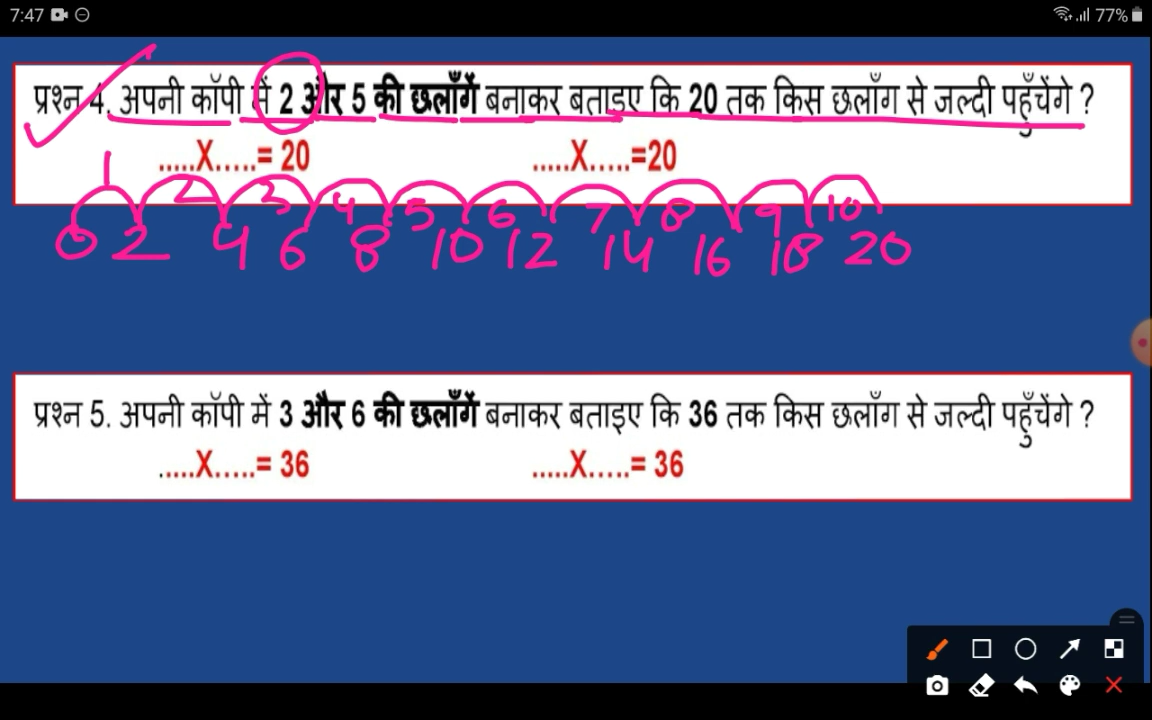 7:47 77%
प्रश्न 4. अपनी कॉपी में 2 और 5 की छलाँगें बनाकर बताइए कि 20 तक किस छलाँग से जल्दी पहुँचेंगे ?
.....X.....= 20 .....X.....=20
1 2 3 4 5 6 7 8 9 10
0 2 4 6 8 10 12 14 16 18 20
प्रश्न 5. अपनी कॉपी में 3 और 6 की छलाँगें बनाकर बताइए कि 36 तक किस छलाँग से जल्दी पहुँचेंगे ?
.....X.....= 36 .....X.....= 36